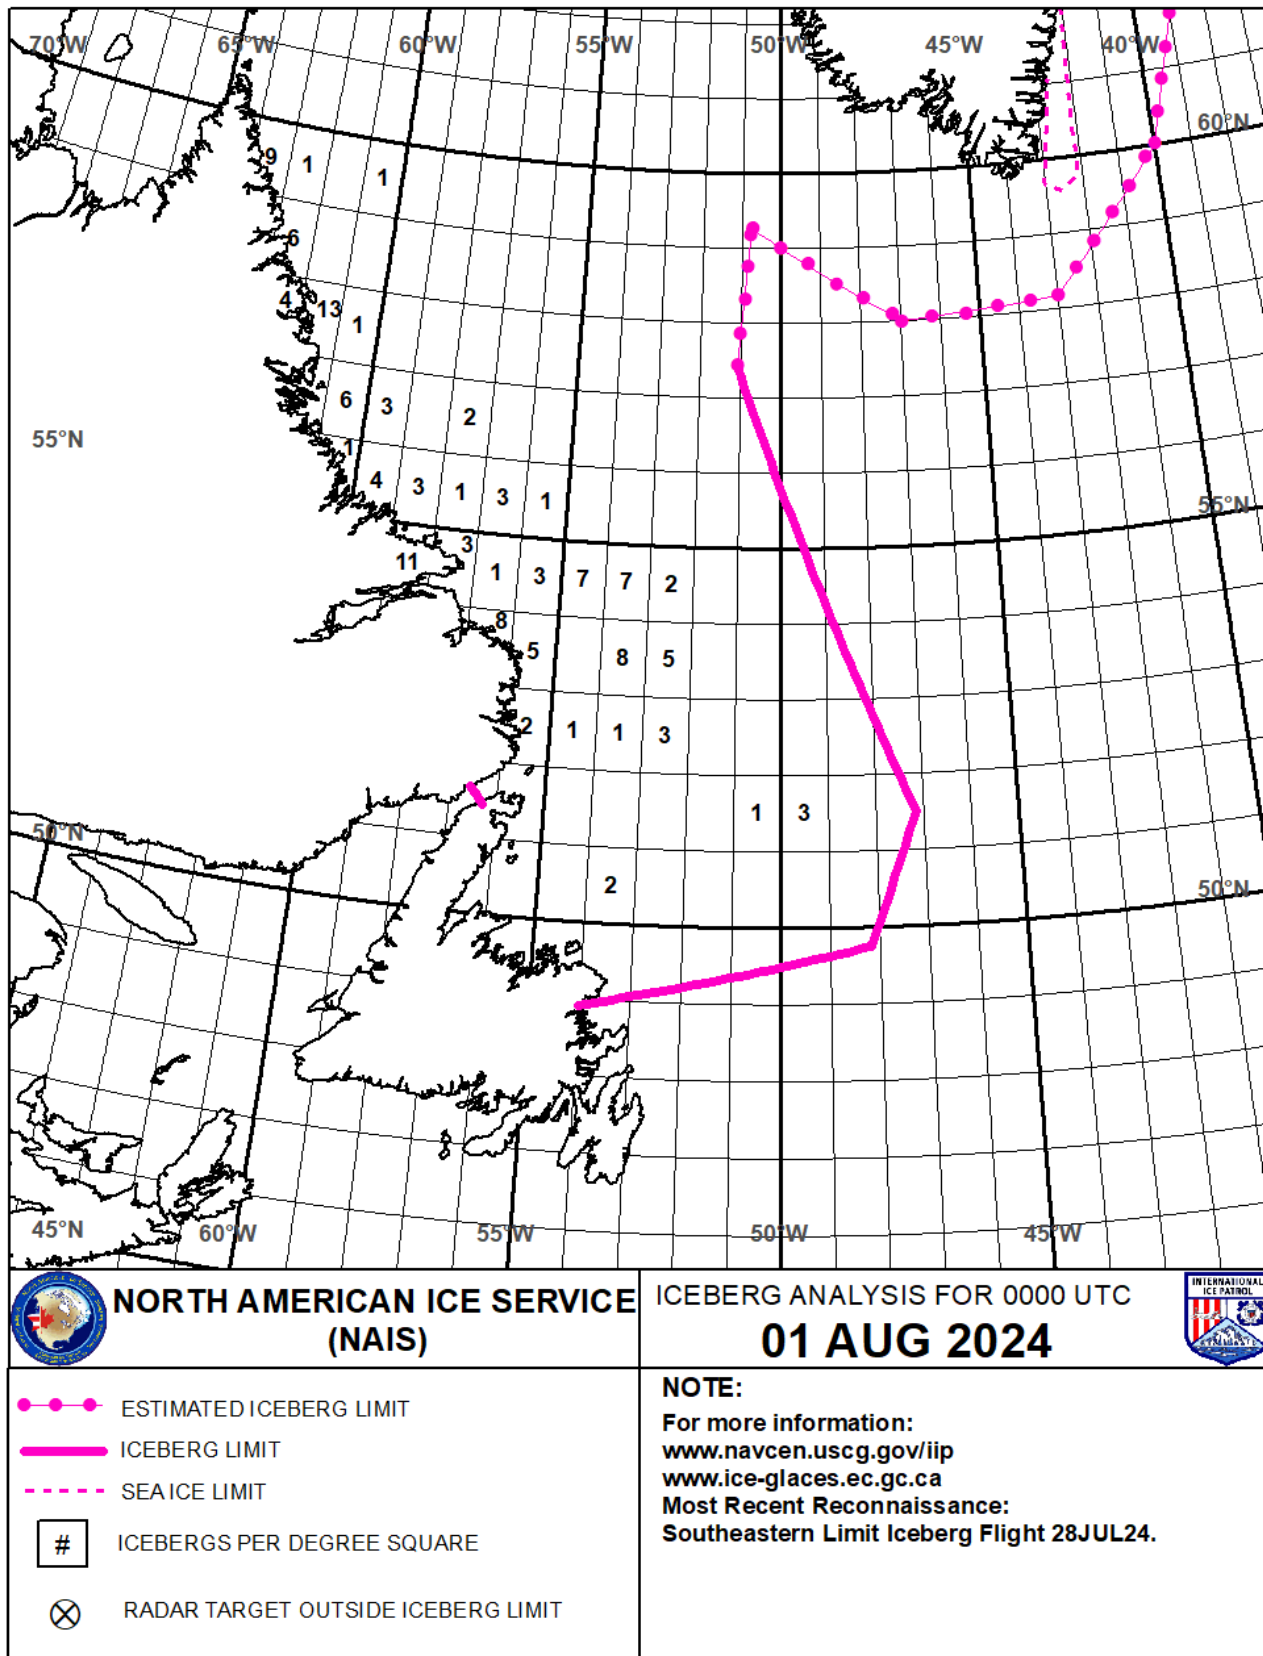 70°W 65°W 60°W 55°W 50°W 45°W 40°W
60°N
9 1 1
6
4 13 1
6 3 2
55°N
1
4 3 1 3 1
55°N
3
11 1 3 7 7 2
8
5 8 5
2 1 1 3
1 3
50°N
2
50°N
45°N 60°W 55°W 50°W 45°W
NORTH AMERICAN ICE SERVICE
(NAIS)
ICEBERG ANALYSIS FOR 0000 UTC
01 AUG 2024
INTERNATIONAL
ICE PATROL
ESTIMATED ICEBERG LIMIT
ICEBERG LIMIT
SEA ICE LIMIT
# ICEBERGS PER DEGREE SQUARE
RADAR TARGET OUTSIDE ICEBERG LIMIT
NOTE:
For more information:
www.navcen.uscg.gov/iip
www.ice-glaces.ec.gc.ca
Most Recent Reconnaissance:
Southeastern Limit Iceberg Flight 28JUL24.